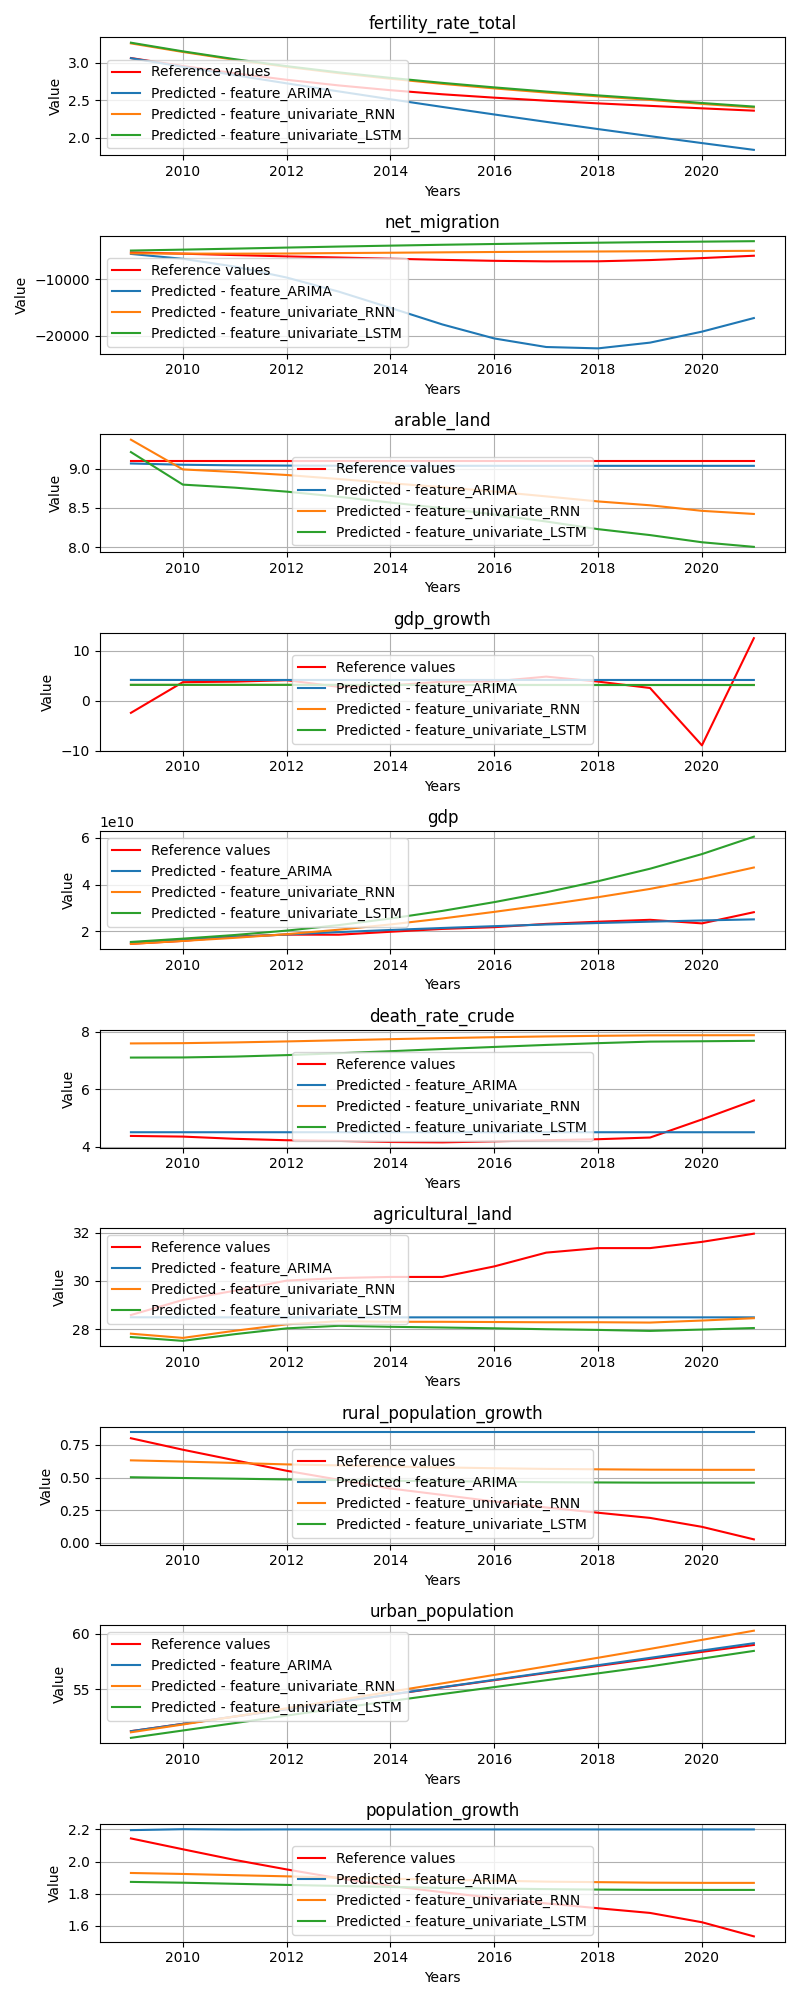 fertility_rate_total
3.0
2.5
2.0
Value
Reference values
Predicted - feature_ARIMA
Predicted - feature_univariate_RNN
Predicted - feature_univariate_LSTM
2010 2012 2014 2016 2018 2020
Years
net_migration
−10000
−20000
Value
Reference values
Predicted - feature_ARIMA
Predicted - feature_univariate_RNN
Predicted - feature_univariate_LSTM
2010 2012 2014 2016 2018 2020
Years
arable_land
9.0
8.5
8.0
Value
Reference values
Predicted - feature_ARIMA
Predicted - feature_univariate_RNN
Predicted - feature_univariate_LSTM
2010 2012 2014 2016 2018 2020
Years
gdp_growth
10
0
−10
Value
Reference values
Predicted - feature_ARIMA
Predicted - feature_univariate_RNN
Predicted - feature_univariate_LSTM
2010 2012 2014 2016 2018 2020
Years
gdp
1e10
6
4
2
Value
Reference values
Predicted - feature_ARIMA
Predicted - feature_univariate_RNN
Predicted - feature_univariate_LSTM
2010 2012 2014 2016 2018 2020
Years
death_rate_crude
8
6
4
Value
Reference values
Predicted - feature_ARIMA
Predicted - feature_univariate_RNN
Predicted - feature_univariate_LSTM
2010 2012 2014 2016 2018 2020
Years
agricultural_land
32
30
28
Value
Reference values
Predicted - feature_ARIMA
Predicted - feature_univariate_RNN
Predicted - feature_univariate_LSTM
2010 2012 2014 2016 2018 2020
Years
rural_population_growth
0.75
0.50
0.25
0.00
Value
Reference values
Predicted - feature_ARIMA
Predicted - feature_univariate_RNN
Predicted - feature_univariate_LSTM
2010 2012 2014 2016 2018 2020
Years
urban_population
60
55
Value
Reference values
Predicted - feature_ARIMA
Predicted - feature_univariate_RNN
Predicted - feature_univariate_LSTM
2010 2012 2014 2016 2018 2020
Years
population_growth
2.2
2.0
1.8
1.6
Value
Reference values
Predicted - feature_ARIMA
Predicted - feature_univariate_RNN
Predicted - feature_univariate_LSTM
2010 2012 2014 2016 2018 2020
Years